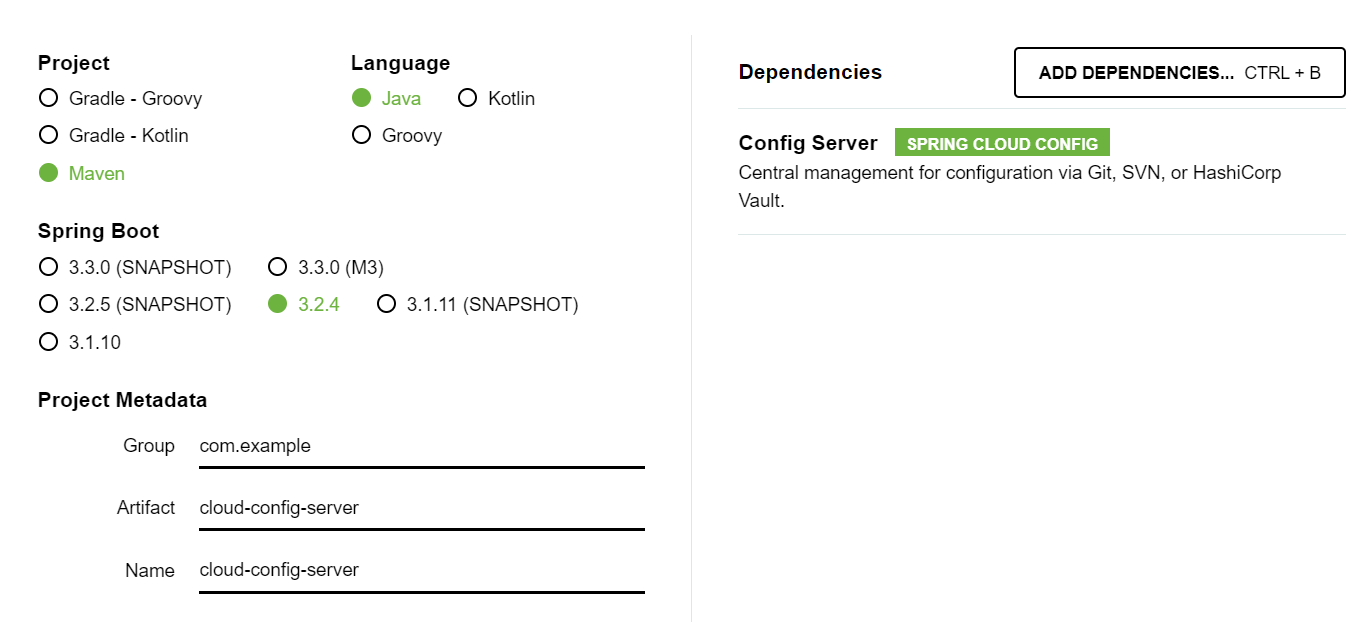 Project
Gradle - Groovy
Gradle - Kotlin
Maven
Language
Java Kotlin
Groovy
Spring Boot
3.3.0 (SNAPSHOT) 3.3.0 (M3)
3.2.5 (SNAPSHOT) 3.2.4 3.1.11 (SNAPSHOT)
3.1.10
Project Metadata
Group com.example
Artifact cloud-config-server
Name cloud-config-server
Dependencies ADD DEPENDENCIES... CTRL + B
Config Server SPRING CLOUD CONFIG
Central management for configuration via Git, SVN, or HashiCorp
Vault.